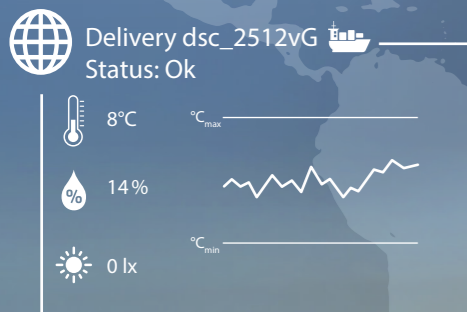 Delivery dsc_2512vG
Status: Ok
8°C
°Cmax
%
14%
°Cmin
0 lx